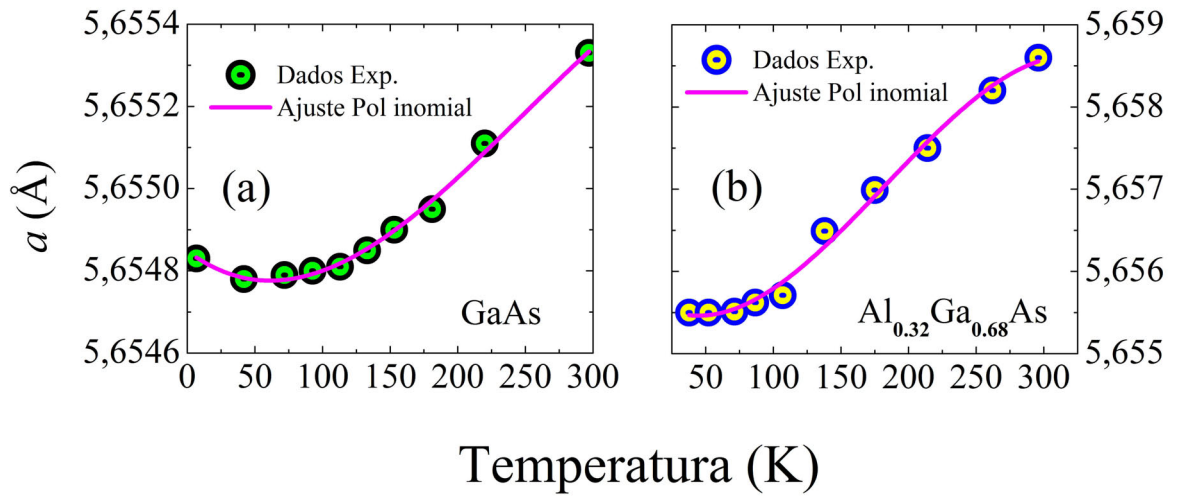 5,6554
5,6552
5,6550
5,6548
5,6546
a (Å)
Dados Exp.
Ajuste Pol inomial
(a)
GaAs
0 50 100 150 200 250 300
Dados Exp.
Ajuste Pol inomial
(b)
Al0.32Ga0.68As
50 100 150 200 250 300
5,659
5,658
5,657
5,656
5,655
Temperatura (K)